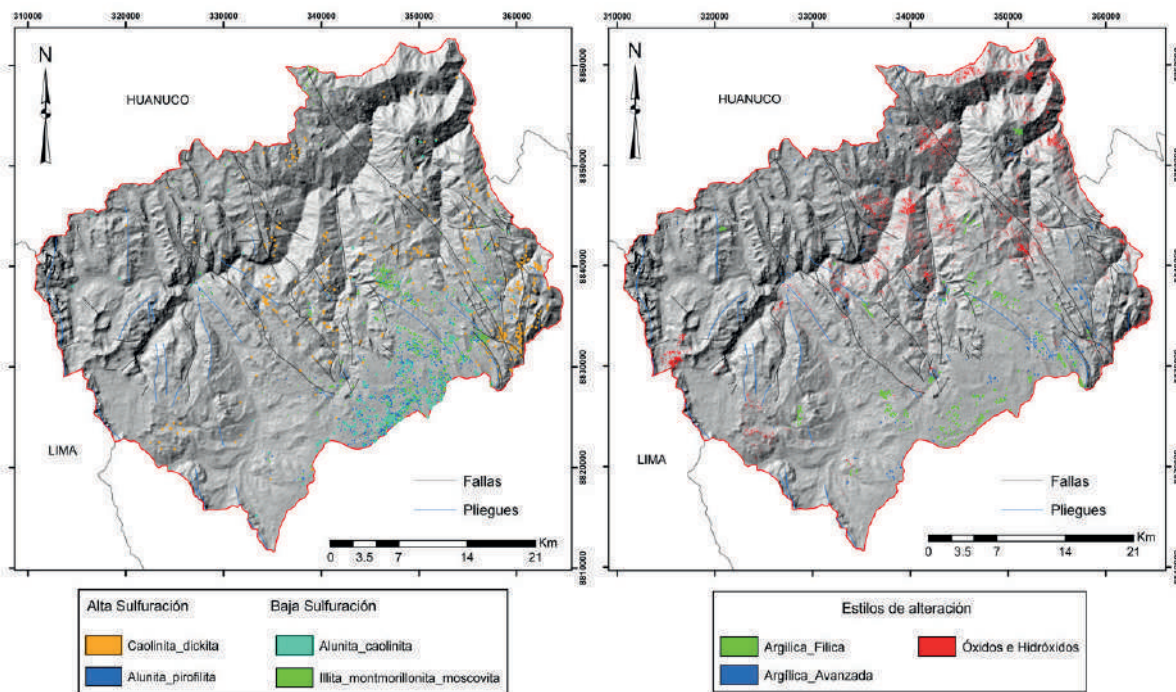 310000 320000 330000 340000 350000 360000
N
HUANUCO
LIMA
Fallas
Pliegues
Km
0 3.5 7 14 21
8860000
8850000
8840000
8830000
8820000
8810000
Alta Sulfuración Baja Sulfuración
Caolinita_dickita Alunita_caolinita
Alunita_pirofilita Illita_montmorillonita_moscovita
310000 320000 330000 340000 350000 360000
N
HUANUCO
LIMA
Fallas
Pliegues
Km
0 3.5 7 14 21
Estilos de alteración
Argilica_Filica Óxidos e Hidróxidos
Argílica_Avanzada